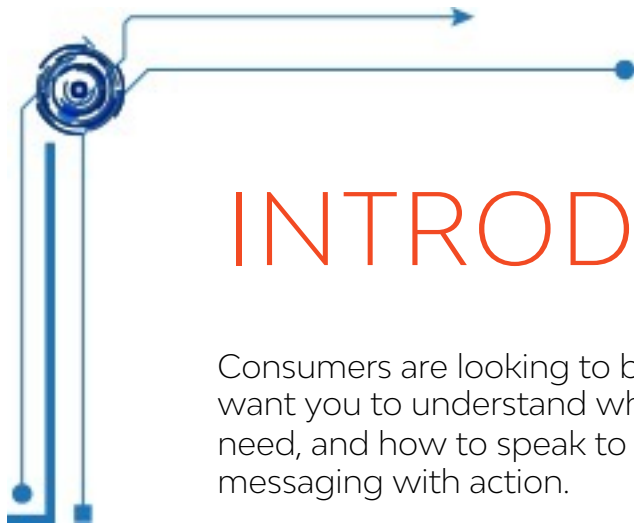 INTROD
Consumers are looking to b
want you to understand wh
need, and how to speak to
messaging with action.